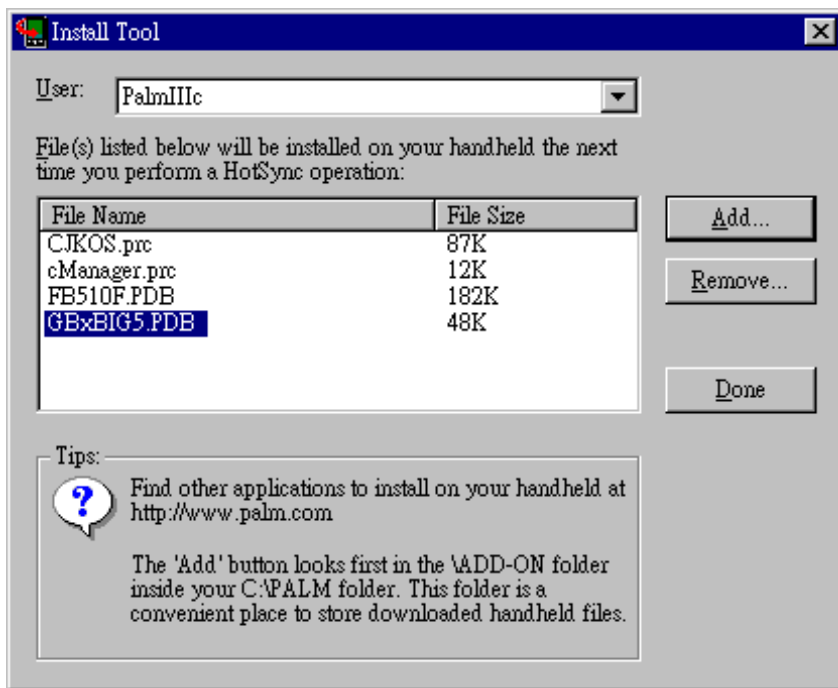 Install Tool
User: PalmIIIc
File(s) listed below will be installed on your handheld the next
time you perform a HotSync operation:
File Name File Size
CJKOS.prc 87K
cManager.prc 12K
FB510F.PDB 182K
GBxBIG5.PDB 48K
Add...
Remove...
Done
Tips:
?
Find other applications to install on your handheld at
http://www.palm.com
The 'Add' button looks first in the \ADD-ON folder
inside your C:\PALM folder. This folder is a
convenient place to store downloaded handheld files.